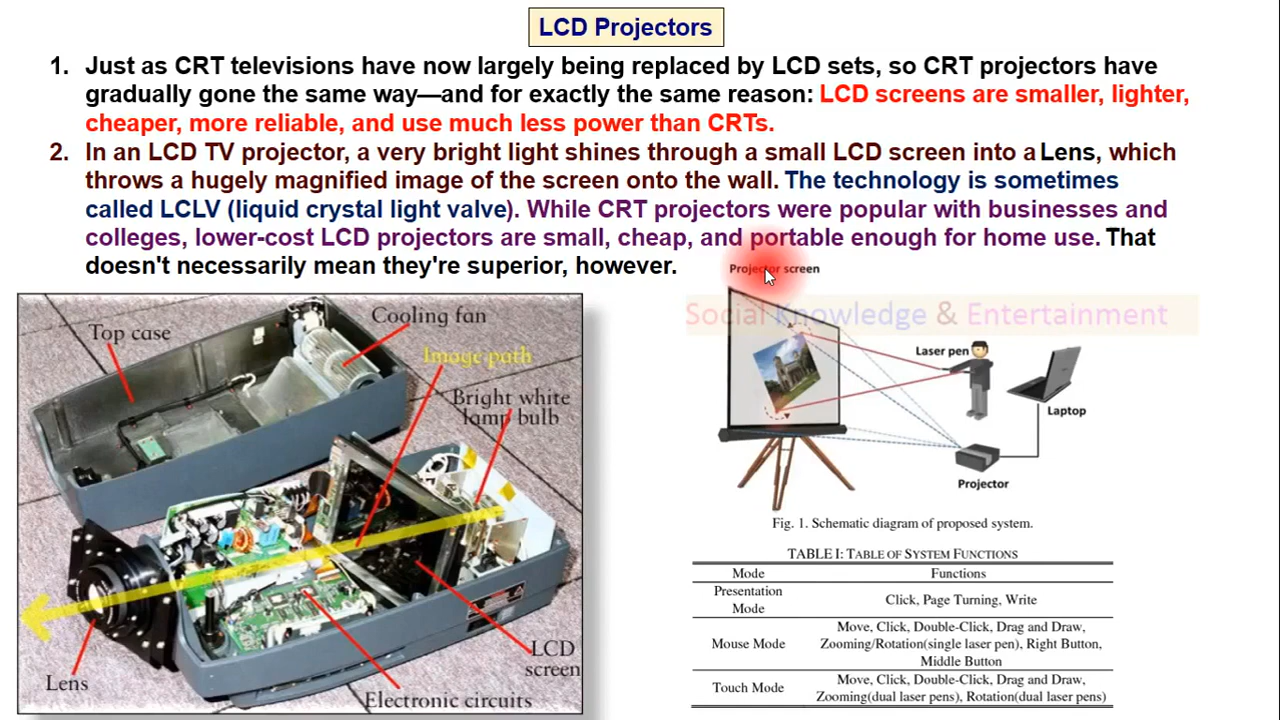 LCD Projectors
1. Just as CRT televisions have now largely being replaced by LCD sets, so CRT projectors have
gradually gone the same way—and for exactly the same reason: LCD screens are smaller, lighter,
cheaper, more reliable, and use much less power than CRTs.
2. In an LCD TV projector, a very bright light shines through a small LCD screen into a Lens, which
throws a hugely magnified image of the screen onto the wall. The technology is sometimes
called LCLV (liquid crystal light valve). While CRT projectors were popular with businesses and
colleges, lower-cost LCD projectors are small, cheap, and portable enough for home use. That
doesn't necessarily mean they're superior, however.
Top case
Cooling fan
Image path
Bright white
lamp bulb
LCD
screen
Lens
Electronic circuits
Projector screen
Social Knowledge & Entertainment
Laser pen
Laptop
Projector
Fig. 1. Schematic diagram of proposed system.
TABLE I: TABLE OF SYSTEM FUNCTIONS
Mode Functions
Presentation
Mode
Click, Page Turning, Write
Mouse Mode
Move, Click, Double-Click, Drag and Draw,
Zooming/Rotation(single laser pen), Right Button,
Middle Button
Touch Mode
Move, Click, Double-Click, Drag and Draw,
Zooming(dual laser pens), Rotation(dual laser pens)